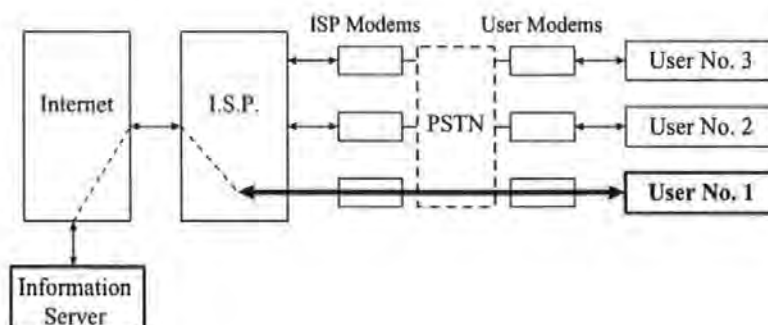 ISP Modems
User Modems
Internet
I.S.P.
PSTN
User No. 3
User No. 2
User No. 1
Information
Server